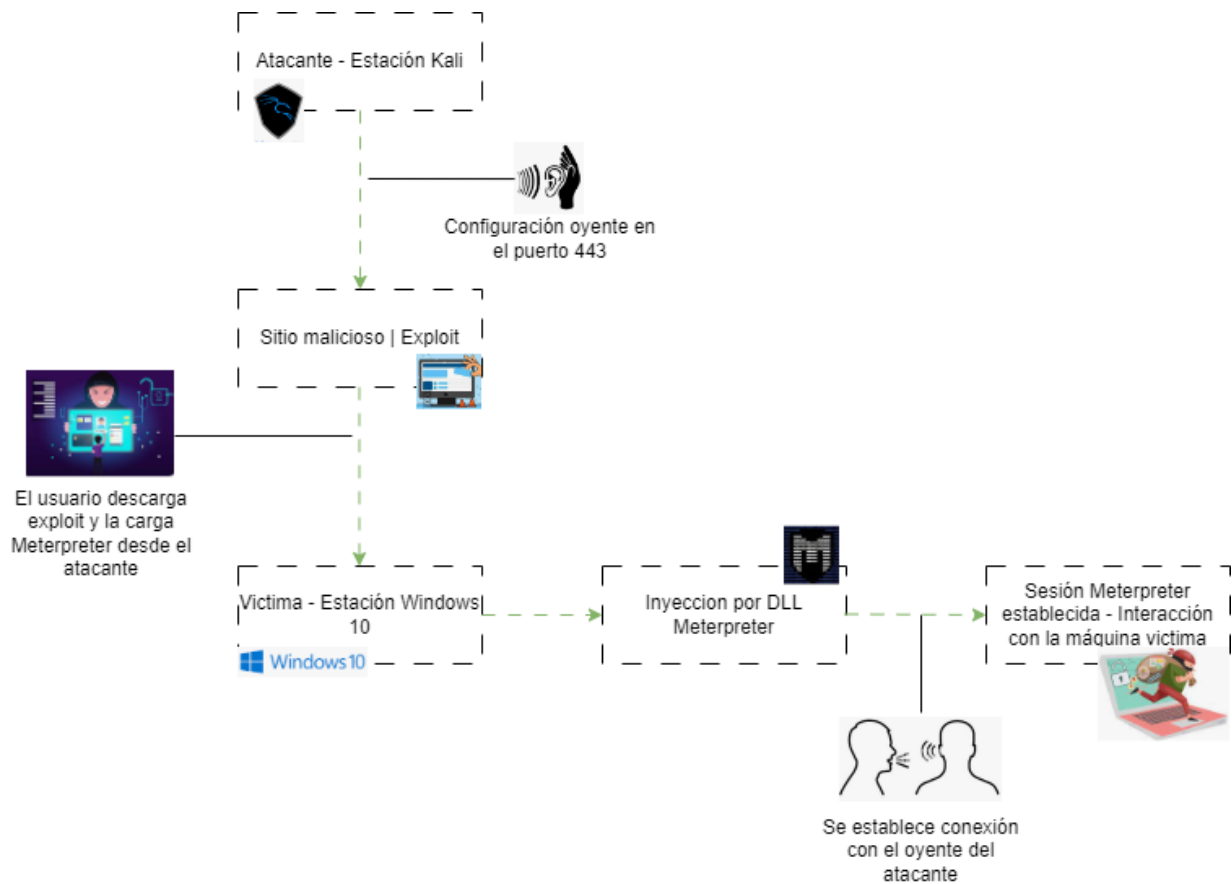 Atacante - Estación Kali
Configuración oyente en
el puerto 443
Sitio malicioso | Exploit
El usuario descarga
exploit y la carga
Meterpreter desde el
atacante
Victima - Estación Windows
10
Windows10
Inyeccion por DLL
Meterpreter
Sesión Meterpreter
establecida - Interacción
con la máquina victima
Se establece conexión
con el oyente del
atacante